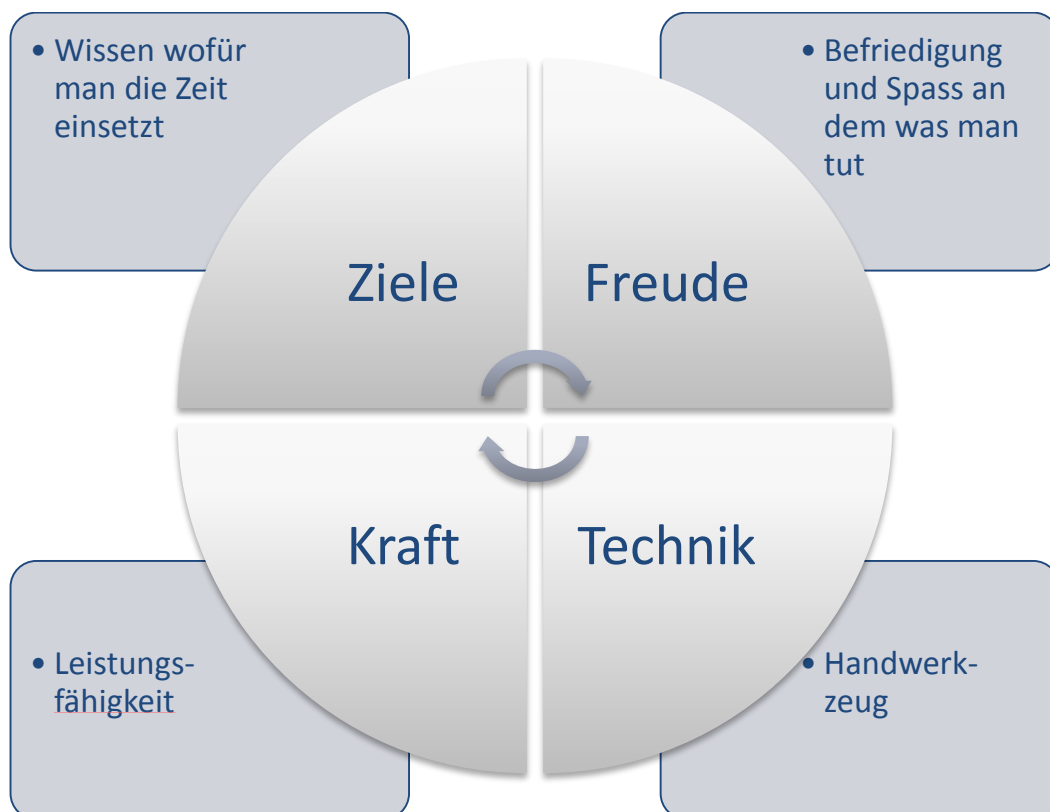 • Wissen wofür
man die Zeit
einsetzt
• Befriedigung
und Spass an
dem was man
tut
Ziele
Freude
Kraft
Technik
• Leistungs-
fähigkeit
• Handwerk-
zeug